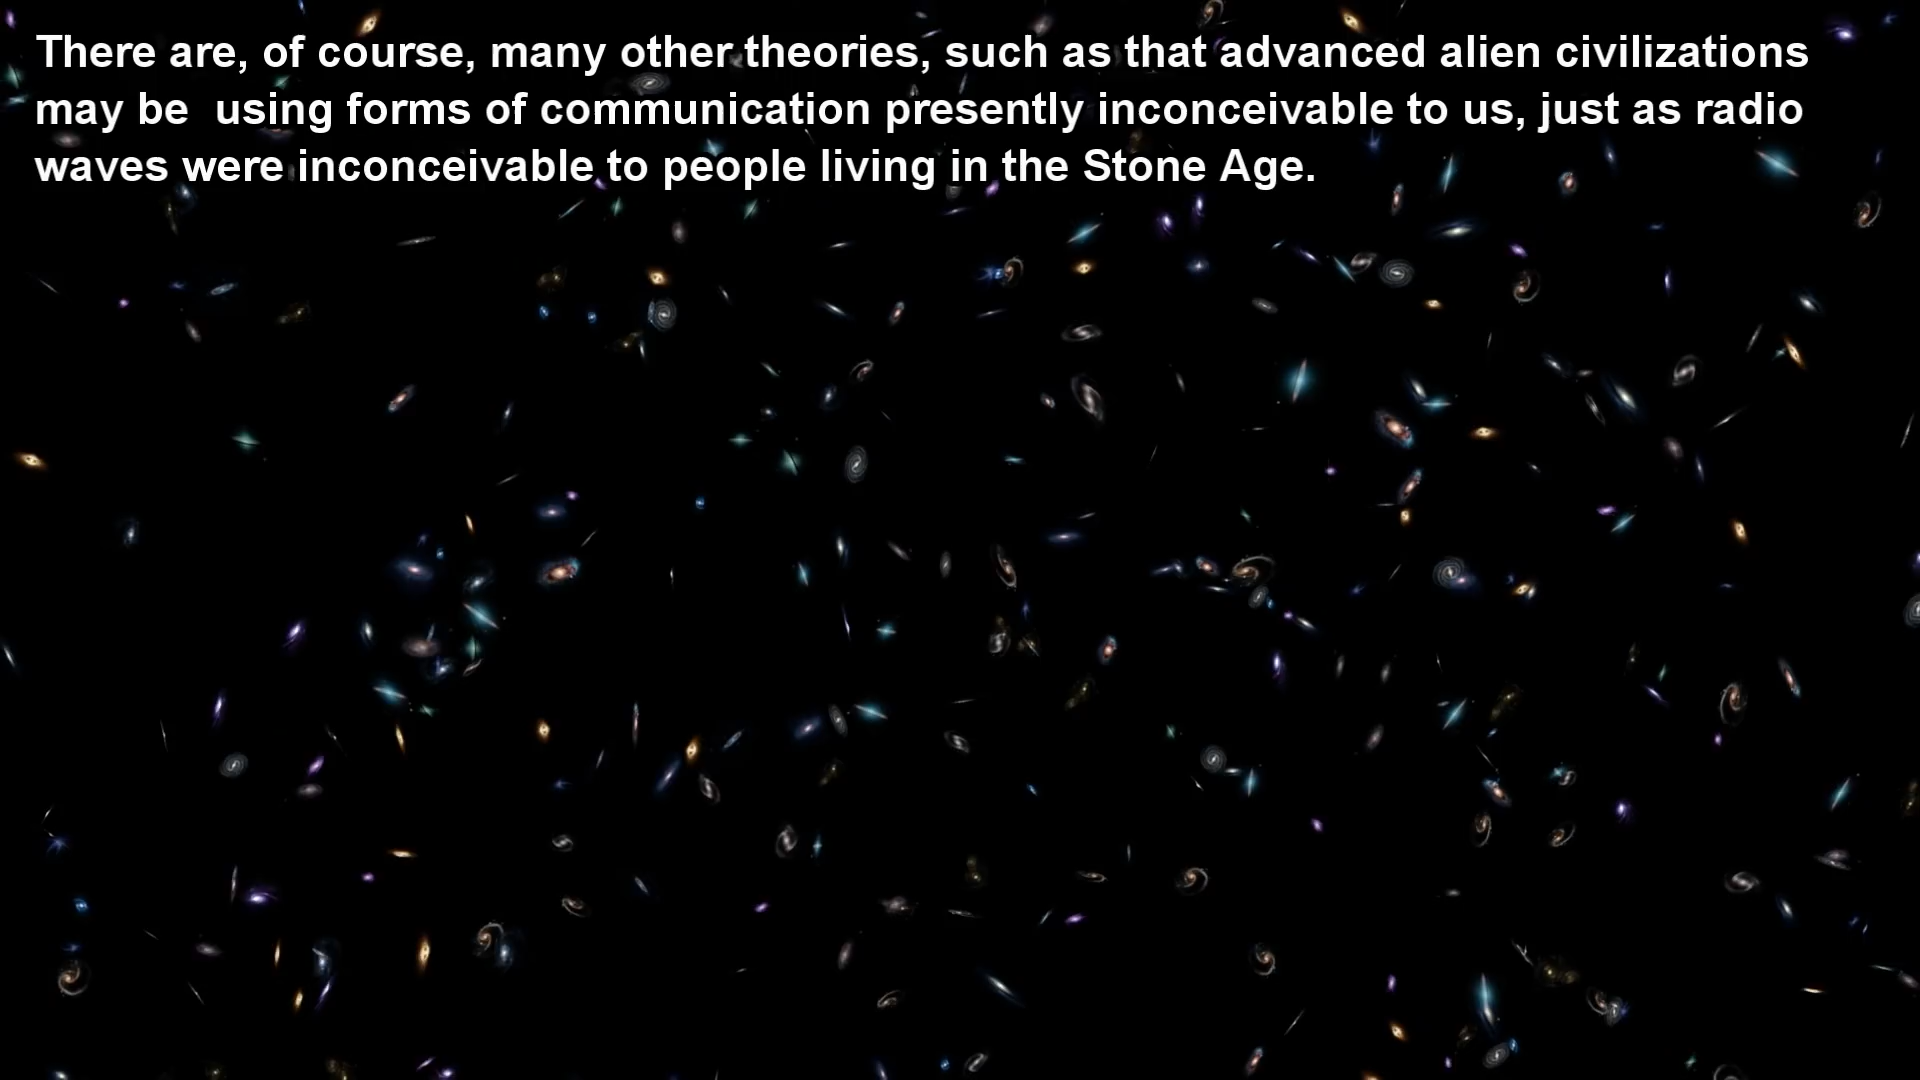 There are, of course, many other theories, such as that advanced alien civilizations
may be  using forms of communication presently inconceivable to us, just as radio
waves were inconceivable to people living in the Stone Age.